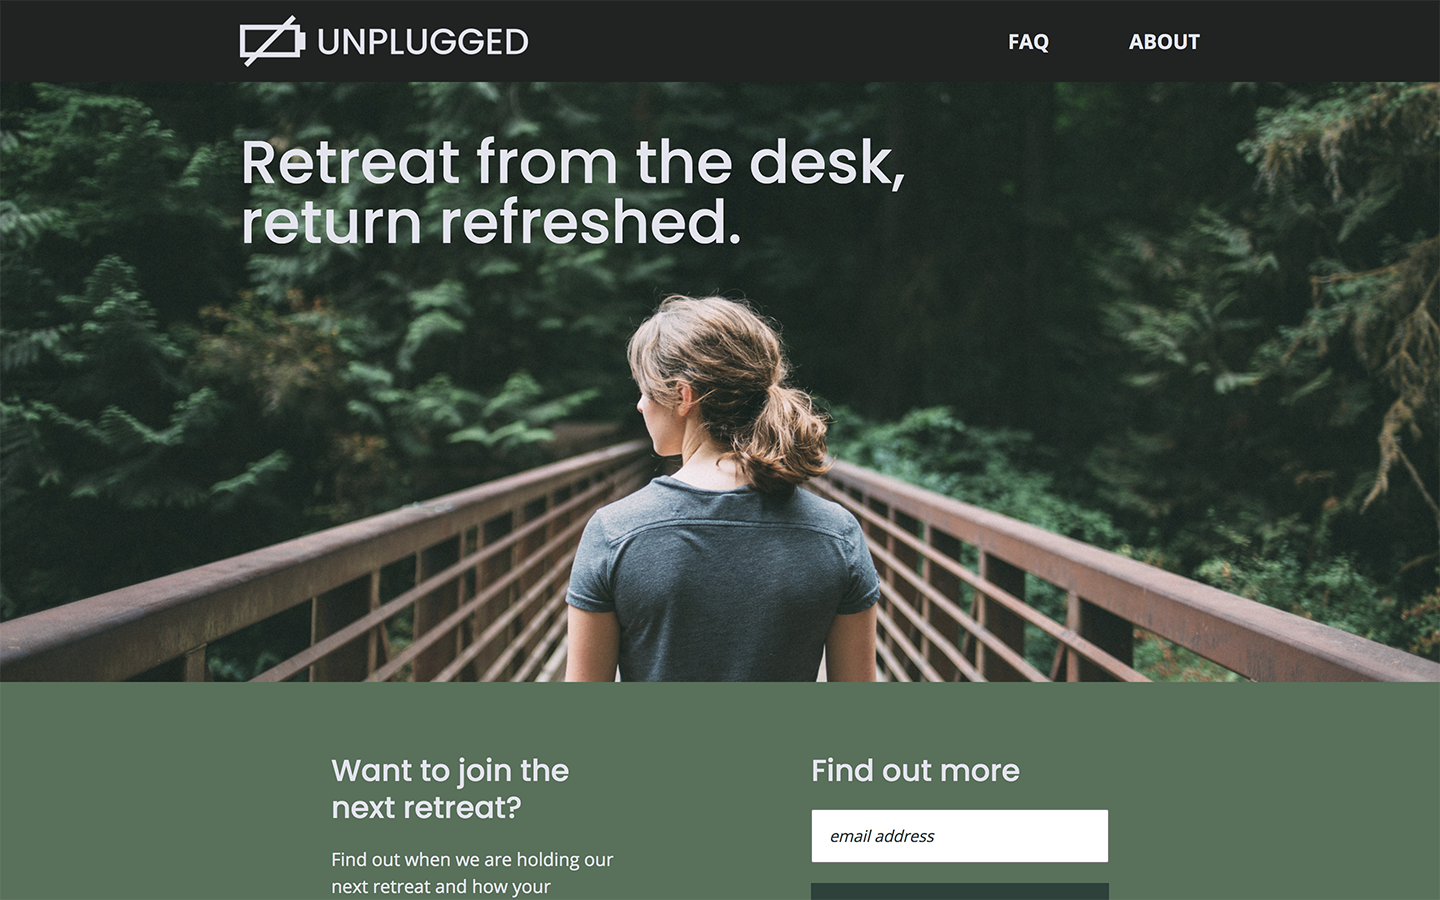 UNPLUGGED
FAQ
ABOUT
Retreat from the desk,
return refreshed.
Want to join the
next retreat?
Find out when we are holding our
next retreat and how your
Find out more
email address